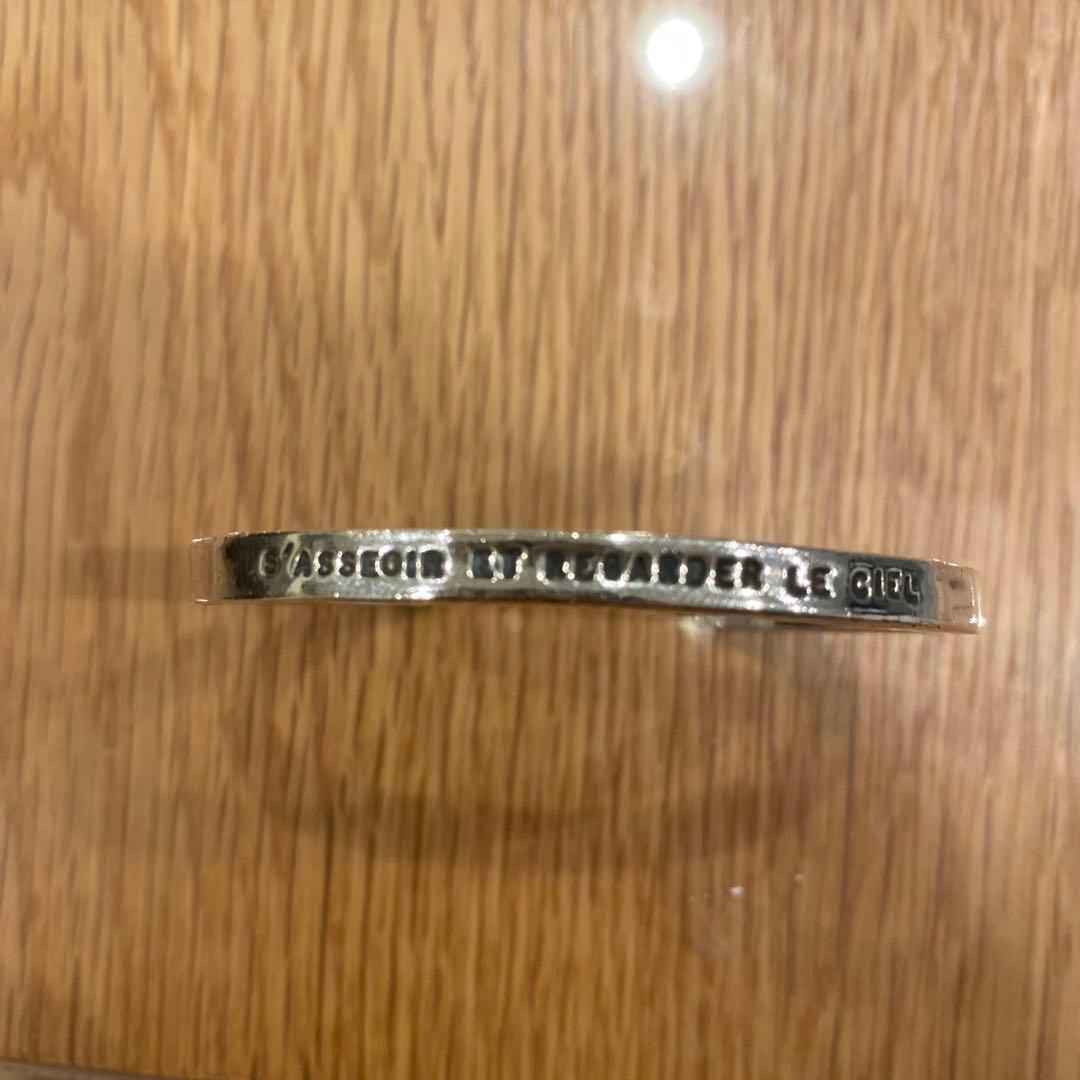 S'ASSEOIR ET REGARDER LE CIEL